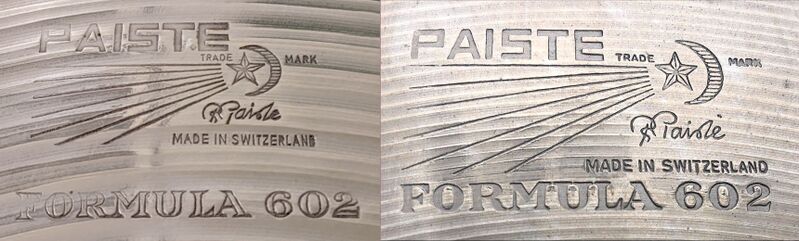 PAISTE
TRADE MARK
Paiste
MADE IN SWITZERLAND
FORMULA 602
PAISTE
TRADE MARK
Paiste
MADE IN SWITZERLAND
FORMULA 602